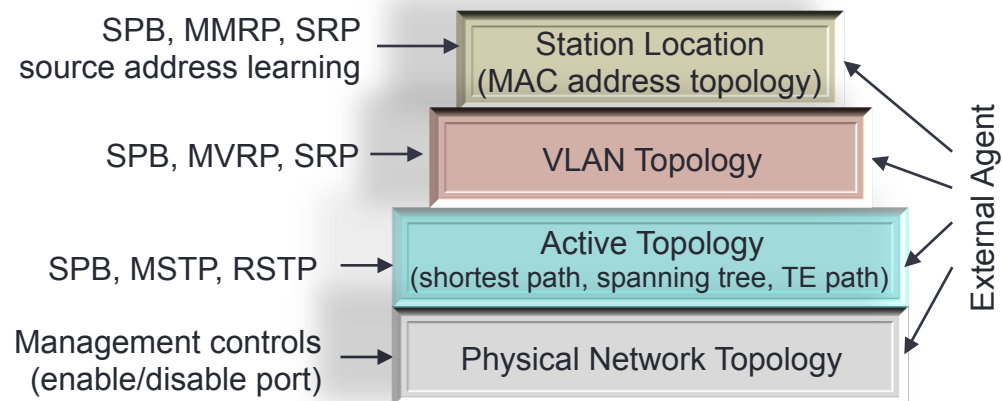 SPB, MMRP, SRP
source address learning
Station Location
(MAC address topology)
SPB, MVRP, SRP
VLAN Topology
SPB, MSTP, RSTP
Active Topology
(shortest path, spanning tree, TE path)
Management controls
(enable/disable port)
Physical Network Topology
External Agent